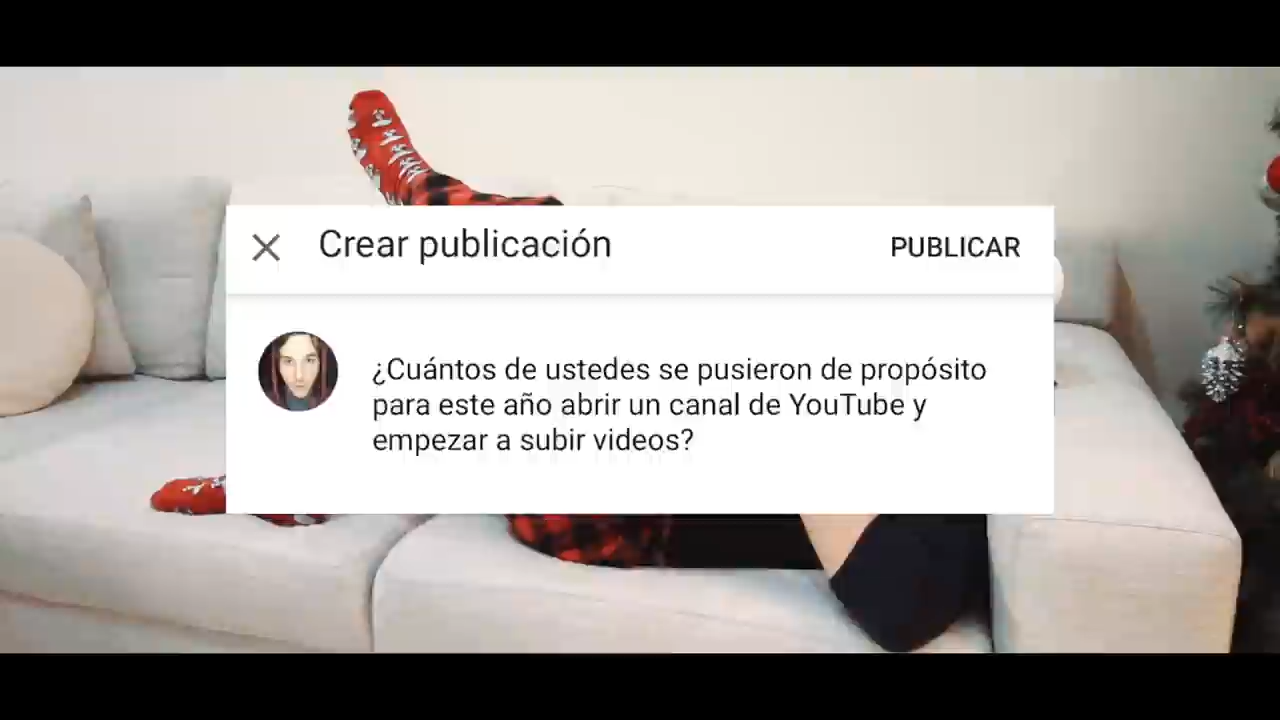 Crear publicación
PUBLICAR
¿Cuántos de ustedes se pusieron de propósito
para este año abrir un canal de YouTube y
empezar a subir videos?